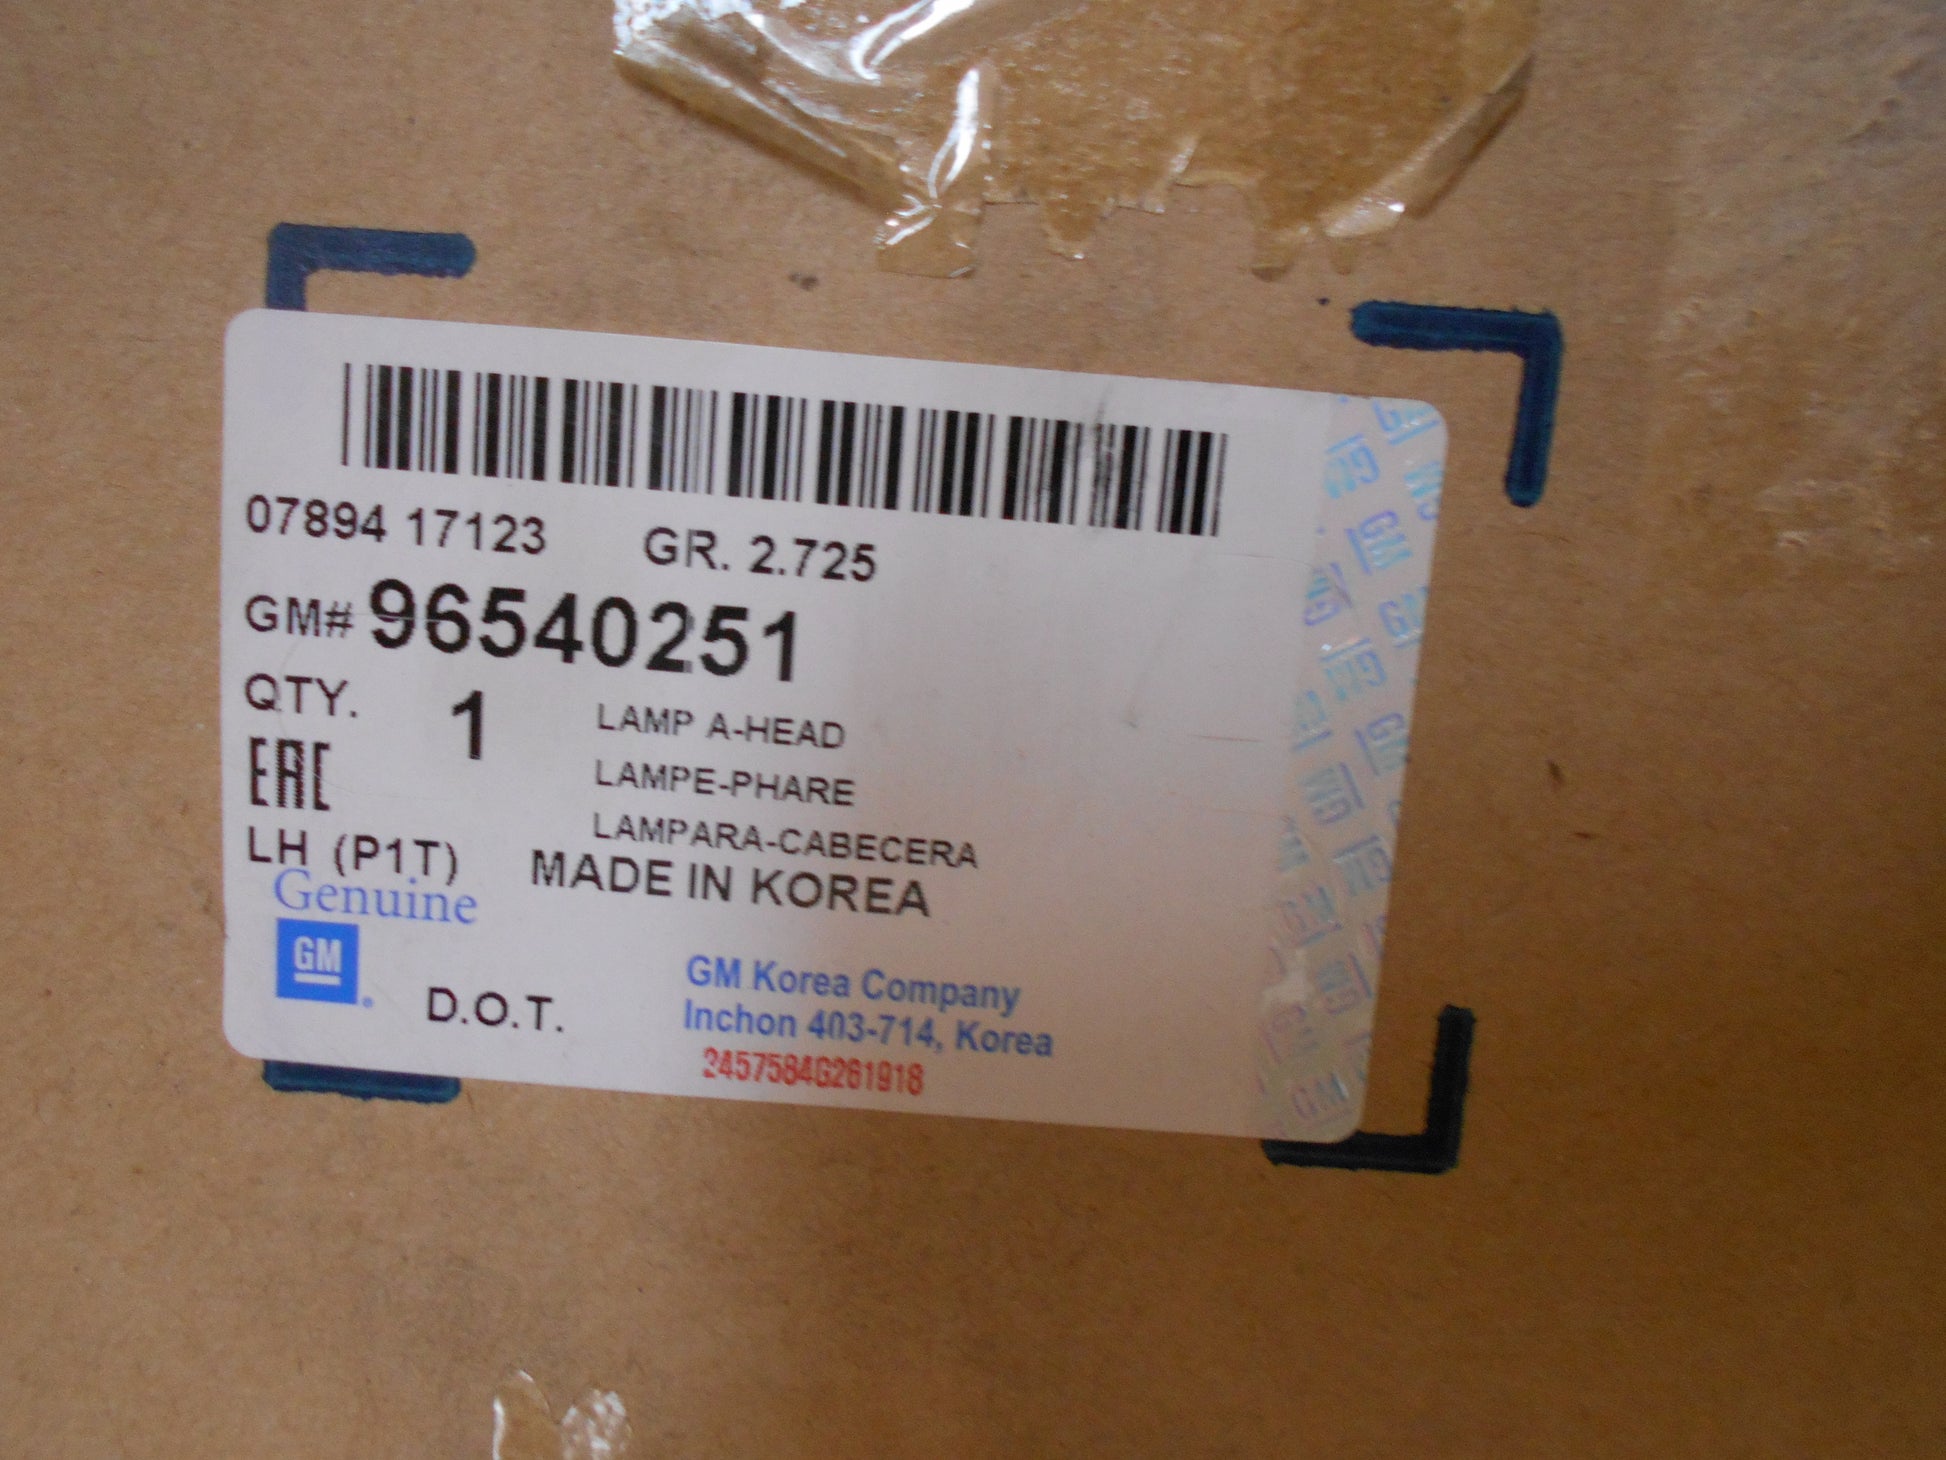 07894 17123 GR. 2.725
GM# 96540251
QTY. 1 LAMP A-HEAD
EAC LAMPE-PHARE
LAMPARA-CABECERA
LH (P1T) MADE IN KOREA
Genuine
GM
D.O.T.
GM Korea Company
Inchon 403-714, Korea
2457584G261918